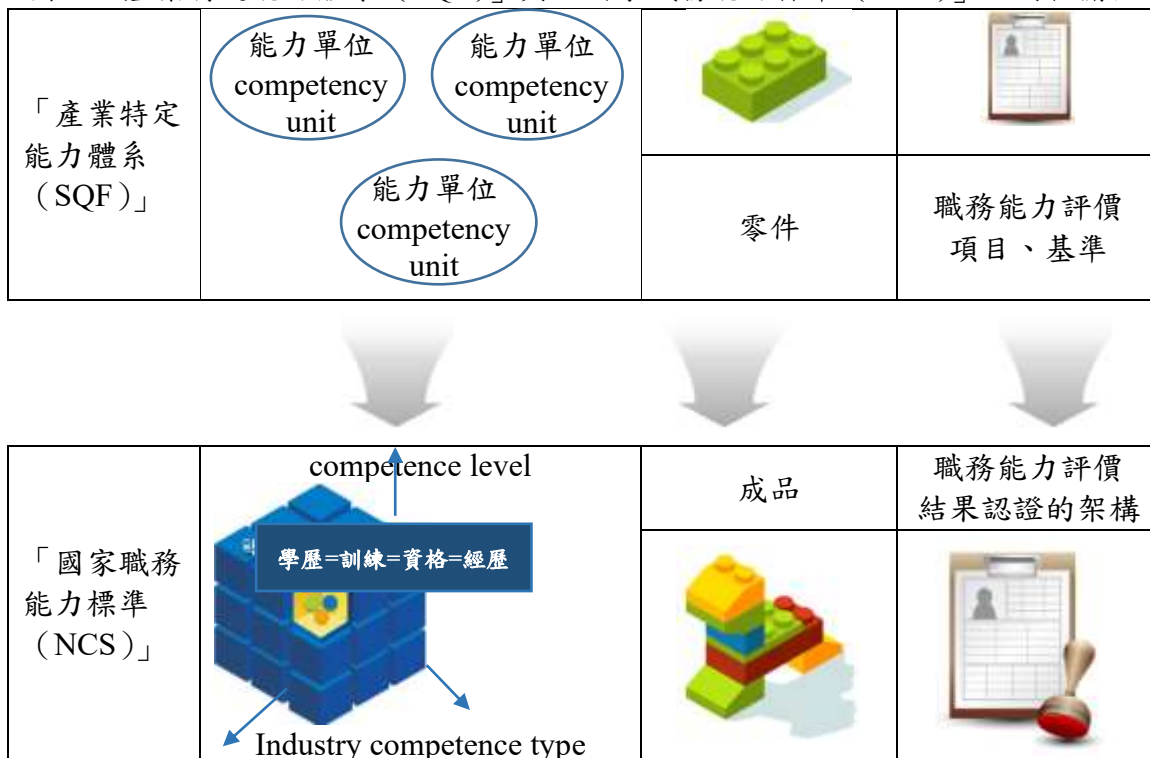 「產業特定
能力體系
（SQF）」
能力單位
competency
unit
能力單位
competency
unit
能力單位
competency
unit
零件
職務能力評價
項目、基準
「國家職務
能力標準
（NCS）」
competence level
學歷=訓練=資格=經歷
Industry competence type
成品
職務能力評價
結果認證的架構